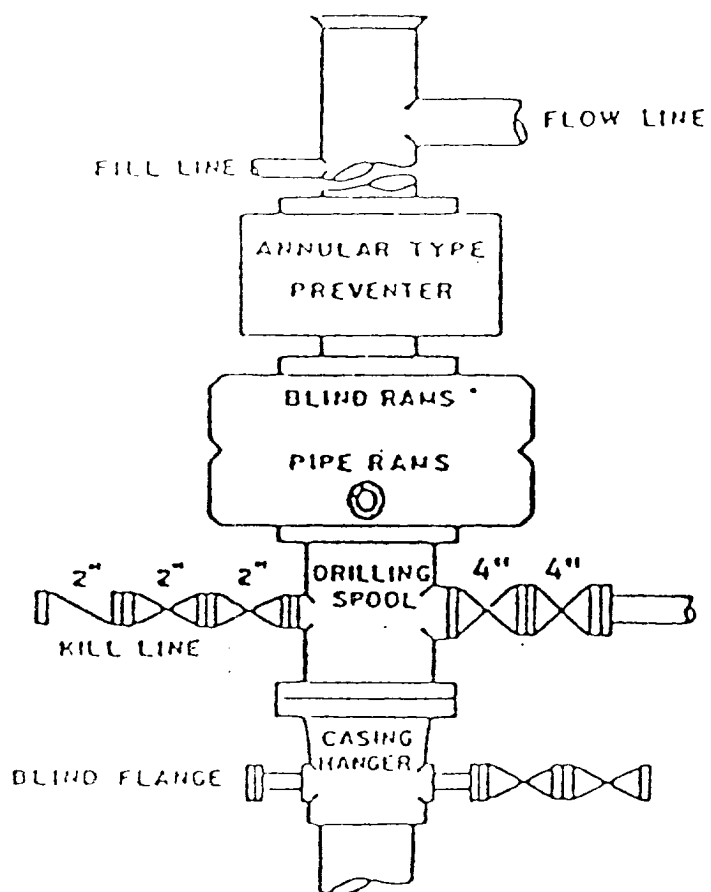 FLOW LINE
FILL LINE
ANNULAR TYPE
PREVENTER
BLIND RAMS
PIPE RAMS
2"
2"
2"
DRILLING
SPOOL
4"
4"
KILL LINE
CASING
HANGER
BLIND FLANGE